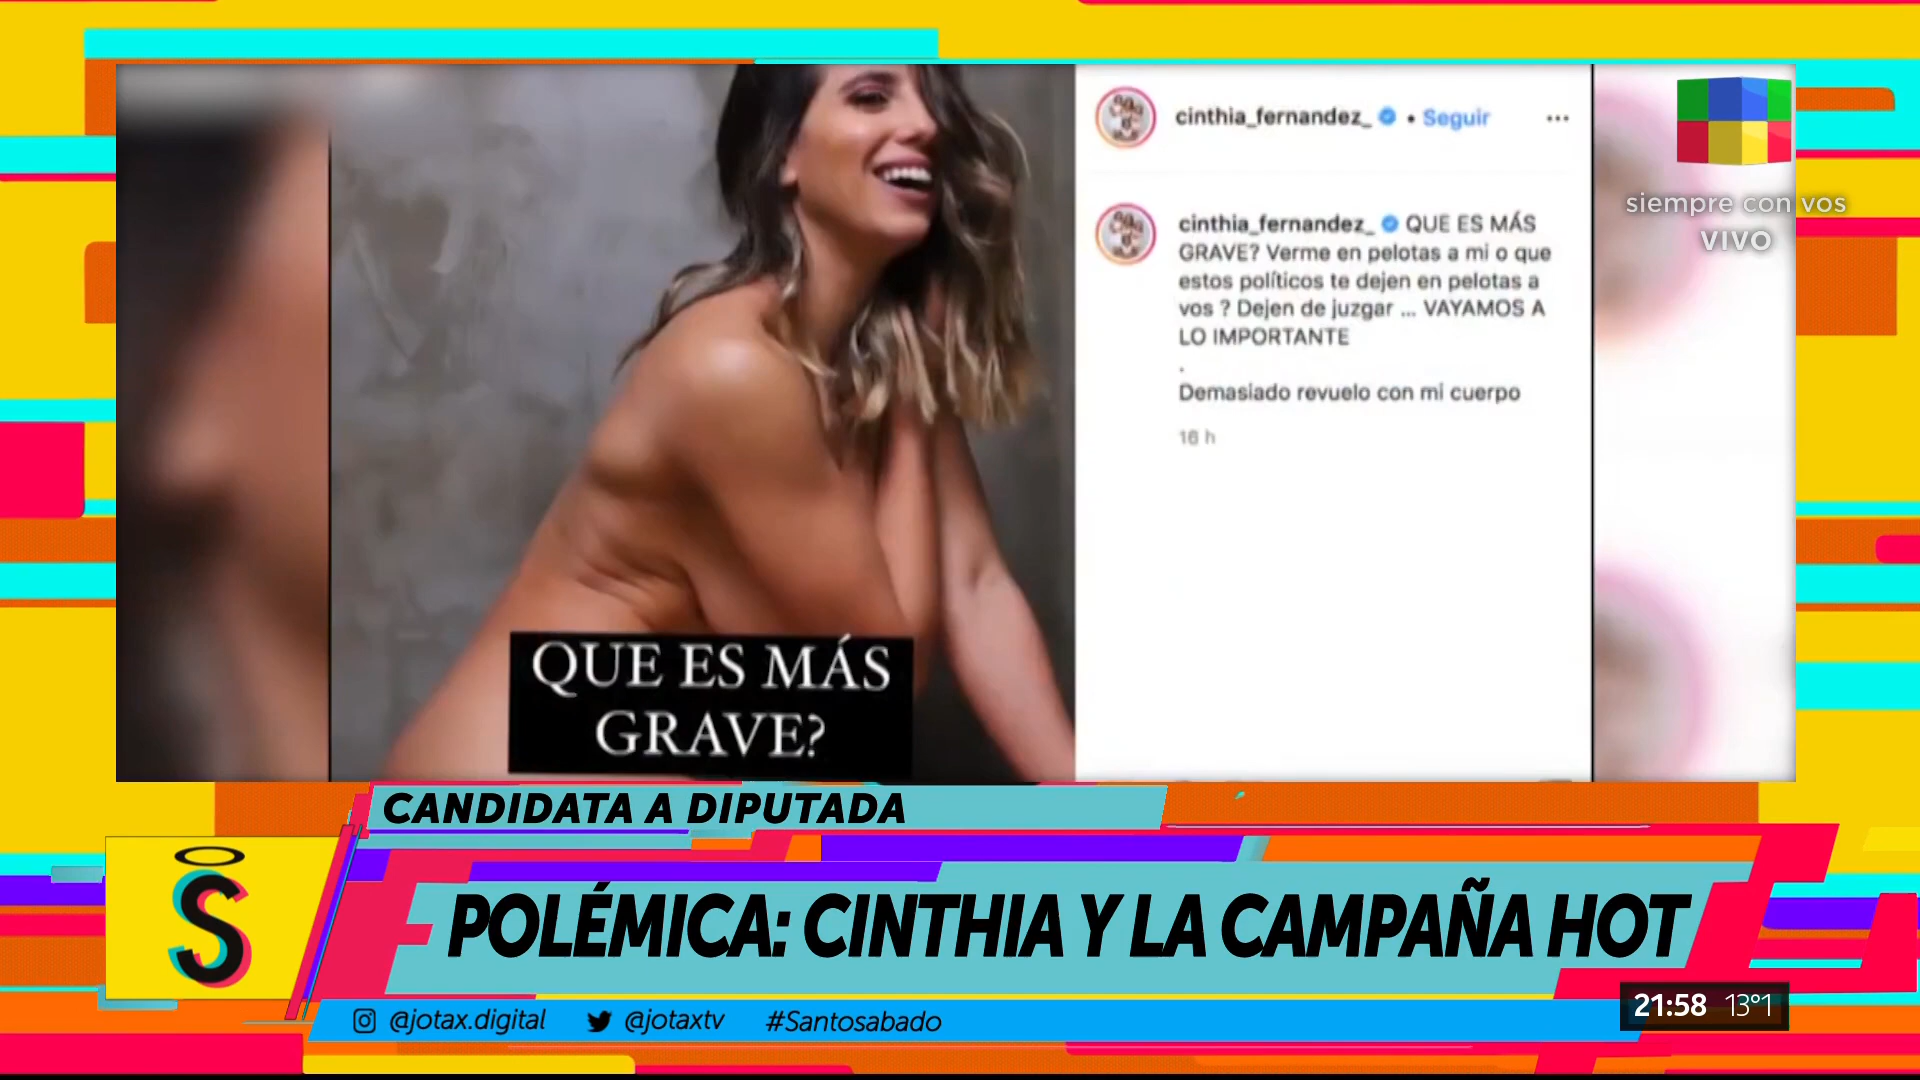 cinthia_fernandez_ • Seguir ...
cinthia_fernandez_ QUE ES MÁS
GRAVE? Verme en pelotas a mi o que
estos políticos te dejen en pelotas a
vos ? Dejen de juzgar ... VAYAMOS A
LO IMPORTANTE
.
Demasiado revuelo con mi cuerpo
16 h
siempre con vos
VIVO
QUE ES MÁS
GRAVE?
CANDIDATA A DIPUTADA
S
POLÉMICA: CINTHIA Y LA CAMPAÑA HOT
@jotax.digital @jotaxtv #Santosabado
21:58 13°1